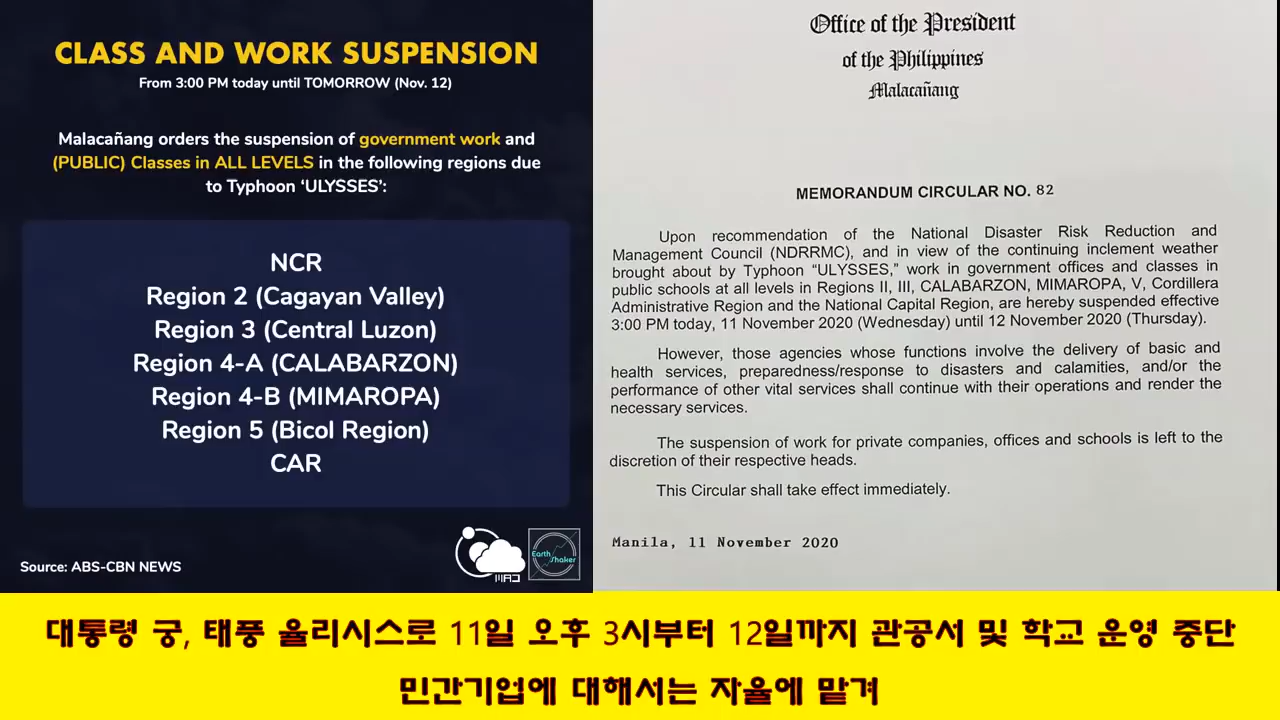 CLASS AND WORK SUSPENSION
From 3:00 PM today until TOMORROW (Nov. 12)
Malacañang orders the suspension of government work and
(PUBLIC) Classes in ALL LEVELS in the following regions due
to Typhoon ‘ULYSSES’:
NCR
Region 2 (Cagayan Valley)
Region 3 (Central Luzon)
Region 4-A (CALABARZON)
Region 4-B (MIMAROPA)
Region 5 (Bicol Region)
CAR
Source: ABS-CBN NEWS
Earth
Shaker
Office of the President
of the Philippines
Malacañang
MEMORANDUM CIRCULAR NO. 82
Upon recommendation of the National Disaster Risk Reduction and
Management Council (NDRRMC), and in view of the continuing inclement weather
brought about by Typhoon “ULYSSES,” work in government offices and classes in
public schools at all levels in Regions II, III, CALABARZON, MIMAROPA, V, Cordillera
Administrative Region and the National Capital Region, are hereby suspended effective
3:00 PM today, 11 November 2020 (Wednesday) until 12 November 2020 (Thursday).
However, those agencies whose functions involve the delivery of basic and
health services, preparedness/response to disasters and calamities, and/or the
performance of other vital services shall continue with their operations and render the
necessary services.
The suspension of work for private companies, offices and schools is left to the
discretion of their respective heads.
This Circular shall take effect immediately.
Manila, 11 November 2020
대통령 궁, 태풍 율리시스로 11일 오후 3시부터 12일까지 관공서 및 학교 운영 중단
민간기업에 대해서는 자율에 맡겨